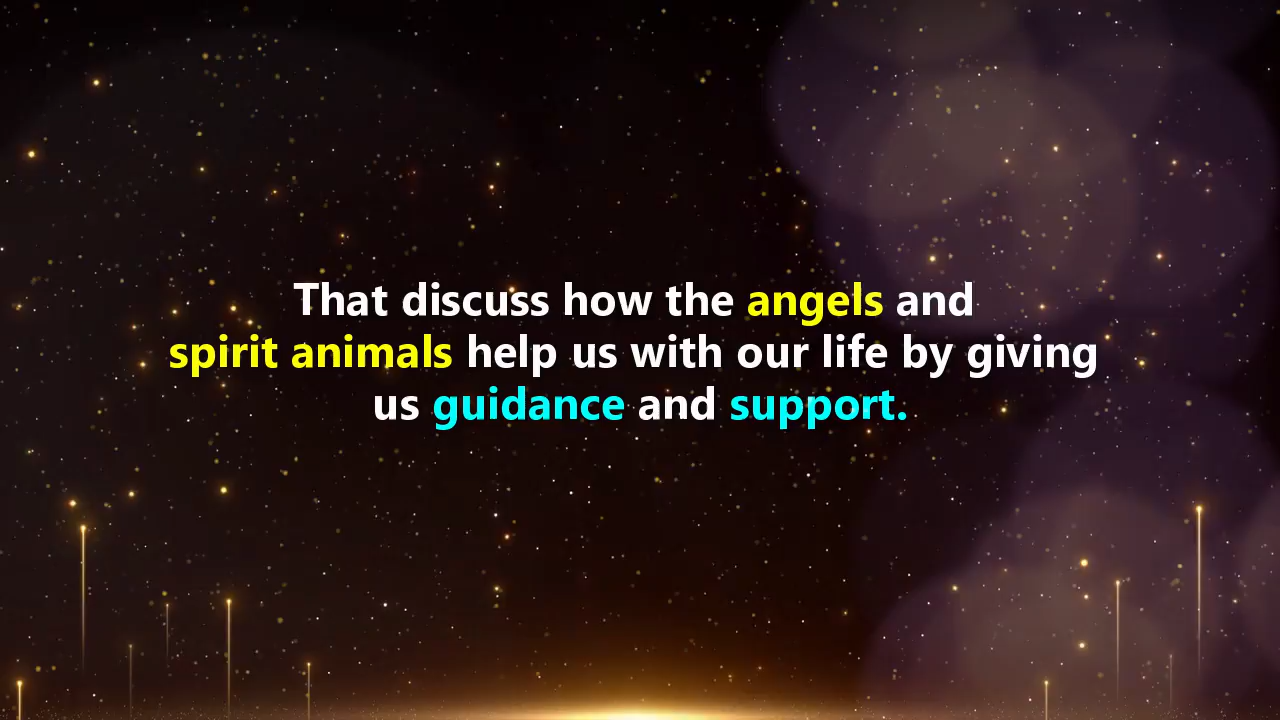 That discuss how the angels and
spirit animals help us with our life by giving
us guidance and support.